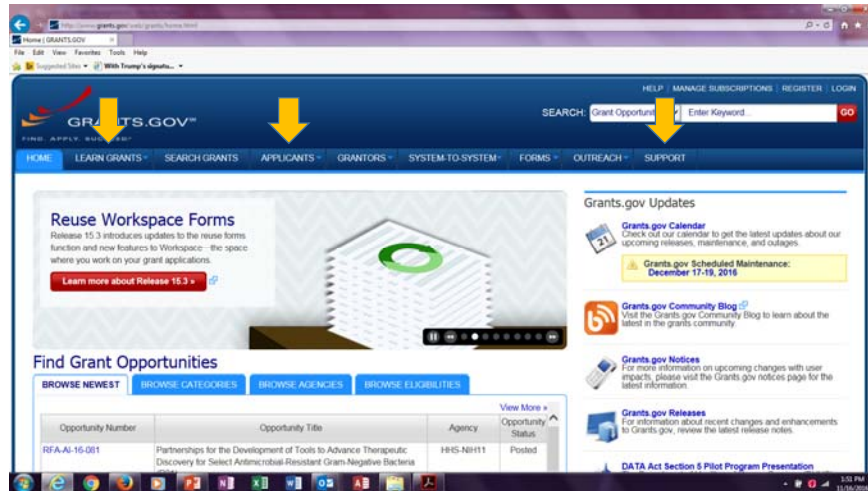 http://www.grants.gov/web/grants/home.html
Home | GRANTS.GOV
File Edit View Favorites Tools Help
Suggested Sites With Trump's signatu...
HELP | MANAGE SUBSCRIPTIONS | REGISTER | LOGIN
GRANTS.GOV℠
SEARCH: Grant Opportunit Enter Keyword... GO
FIND. APPLY. SUCCEED.
HOME LEARN GRANTS SEARCH GRANTS APPLICANTS GRANTORS SYSTEM-TO-SYSTEM FORMS OUTREACH SUPPORT
Reuse Workspace Forms
Release 15.3 introduces updates to the reuse forms
function and new features to Workspace—the space
where you work on your grant applications.
Learn more about Release 15.3 »
Grants.gov Updates
21
Grants.gov Calendar
Check out our calendar to get the latest updates about our
upcoming releases, maintenance, and outages.
Grants.gov Scheduled Maintenance:
December 17-19, 2016
Grants.gov Community Blog
Visit the Grants.gov Community Blog to learn about the
latest in the grants community.
Grants.gov Notices
For more information on upcoming changes with user
impacts, please visit the Grants.gov notices page for the
latest information.
Grants.gov Releases
For information about recent changes and enhancements
to Grants.gov, review the latest release notes.
DATA Act Section 5 Pilot Program Presentation
Find Grant Opportunities
BROWSE NEWEST BROWSE CATEGORIES BROWSE AGENCIES BROWSE ELIGIBILITIES
View More »
Opportunity Number Opportunity Title Agency Opportunity Status
RFA-AI-16-081 Partnerships for the Development of Tools to Advance Therapeutic HHS-NIH11 Posted
Discovery for Select Antimicrobial-Resistant Gram-Negative Bacteria
1:51 PM
11/16/2016